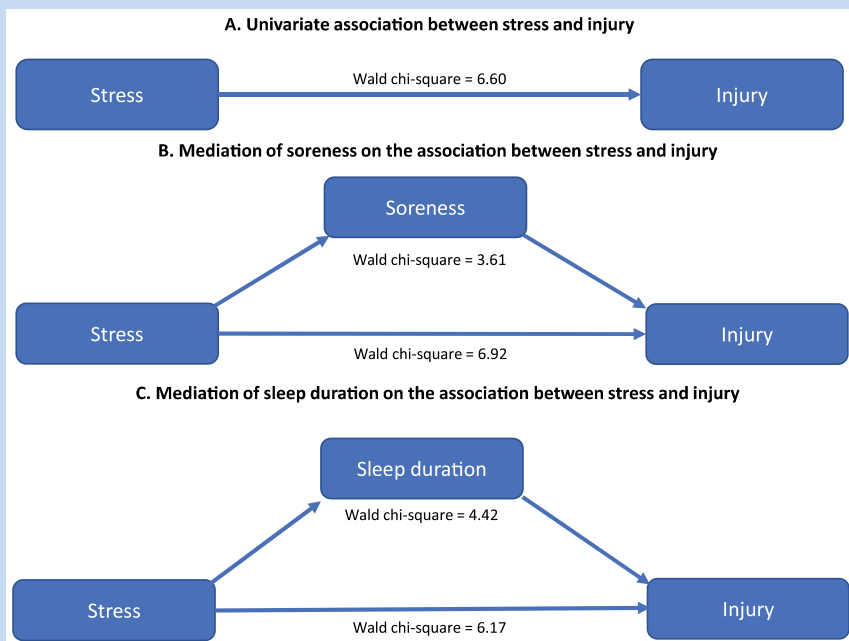 A. Univariate association between stress and injury
Wald chi-square = 6.60
Stress
Injury
B. Mediation of soreness on the association between stress and injury
Soreness
Wald chi-square = 3.61
Stress
Injury
Wald chi-square = 6.92
C. Mediation of sleep duration on the association between stress and injury
Sleep duration
Wald chi-square = 4.42
Stress
Injury
Wald chi-square = 6.17